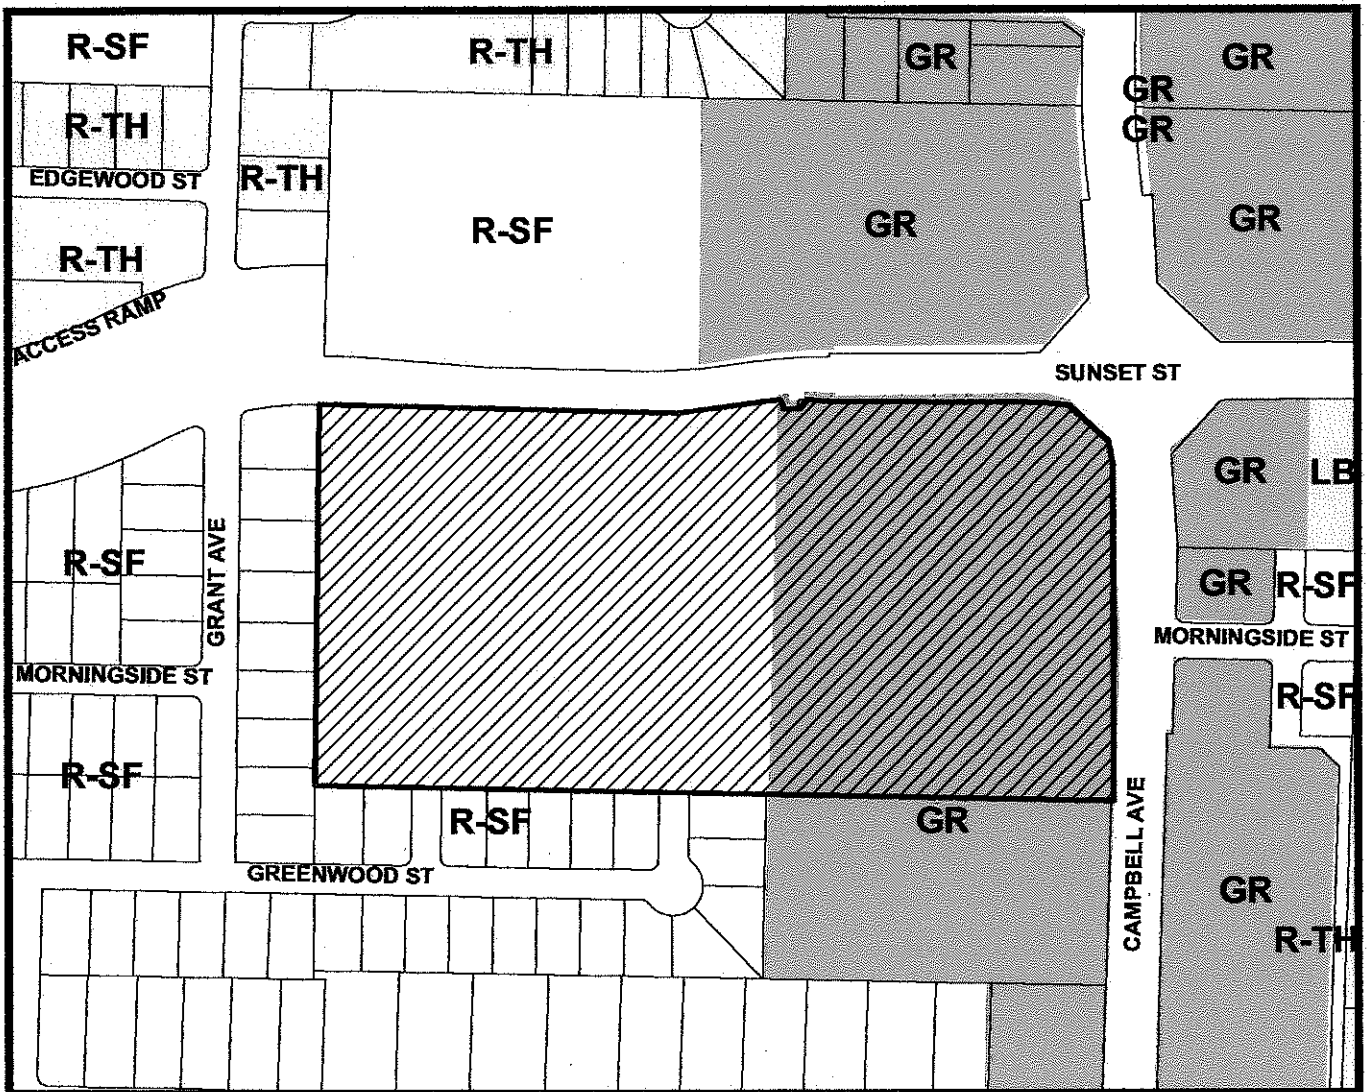 R-SF
R-TH
GR
GR
GR
GR
R-TH
EDGEWOOD ST
R-TH
R-SF
GR
GR
R-TH
ACCESS RAMP
SUNSET ST
GR
LB
R-SF
GRANT AVE
GR
R-SF
MORNINGSIDE ST
MORNINGSIDE ST
R-SF
R-SF
R-SF
GR
CAMPBELL AVE
GREENWOOD ST
GR
R-TH